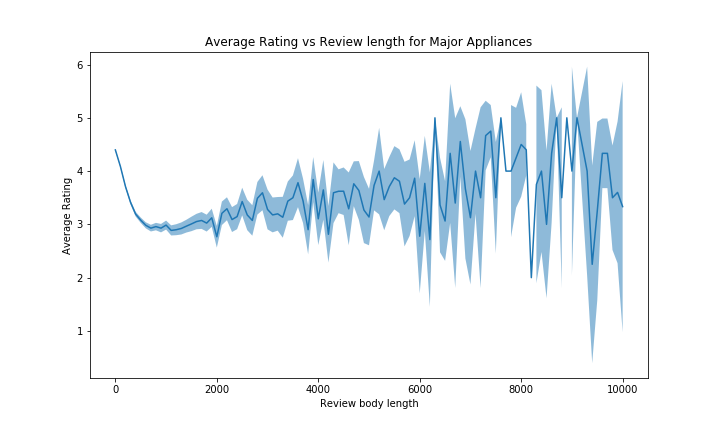 Average Rating vs Review length for Major Appliances
Average Rating
6
5
4
3
2
1
0 2000 4000 6000 8000 10000
Review body length